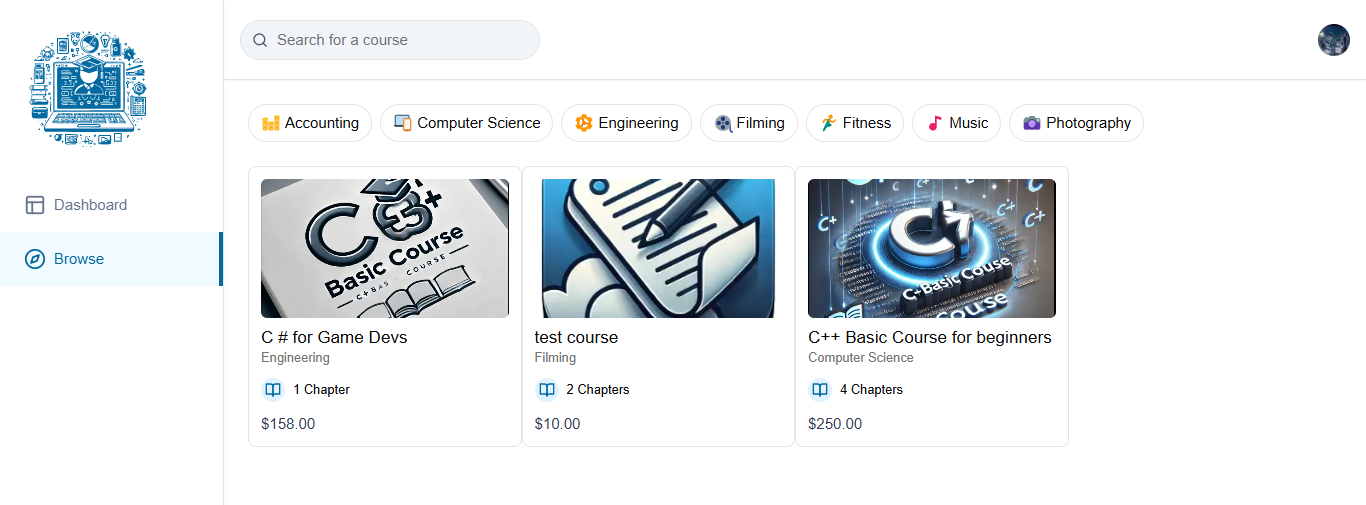 Search for a course
Accounting
Computer Science
Engineering
Filming
Fitness
Music
Photography
Dashboard
Browse
Basic Course
COURSE
C+Basic Couse
Course
C+
C # for Game Devs
Engineering
1 Chapter
$158.00
test course
Filming
2 Chapters
$10.00
C++ Basic Course for beginners
Computer Science
4 Chapters
$250.00